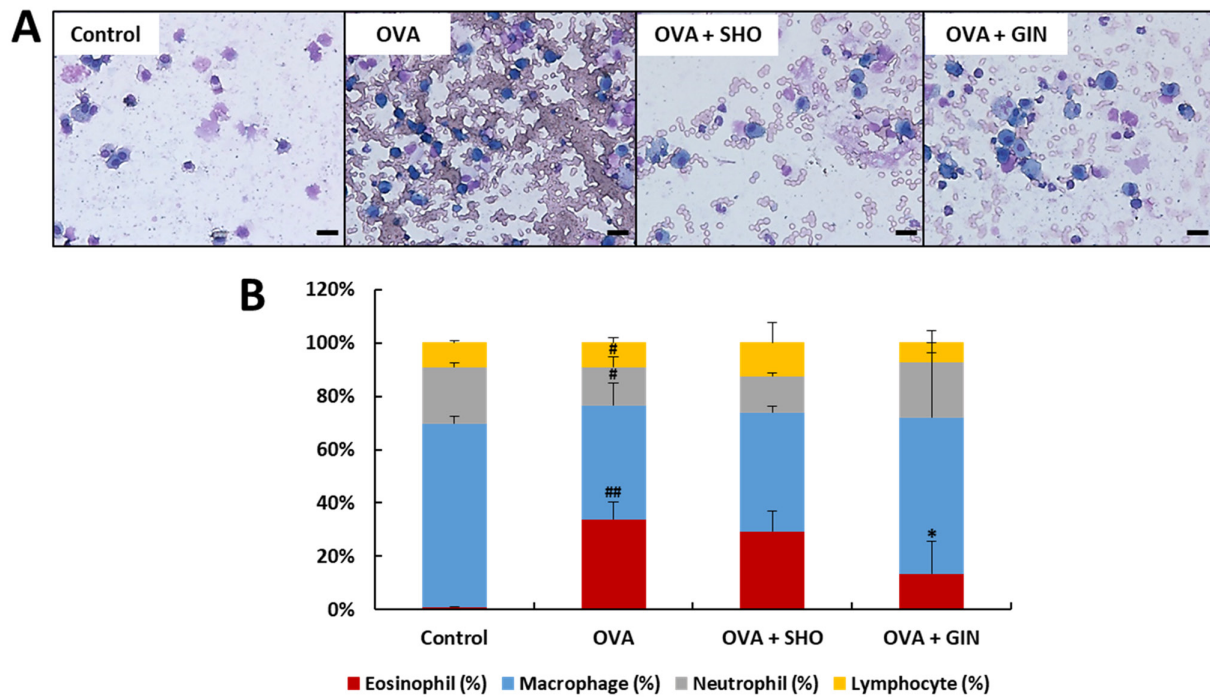 A
Control
OVA
OVA + SHO
OVA + GIN
B
120%
100%
80%
60%
40%
20%
0%
#
#
##
*
Control
OVA
OVA + SHO
OVA + GIN
Eosinophil (%) Macrophage (%) Neutrophil (%) Lymphocyte (%)